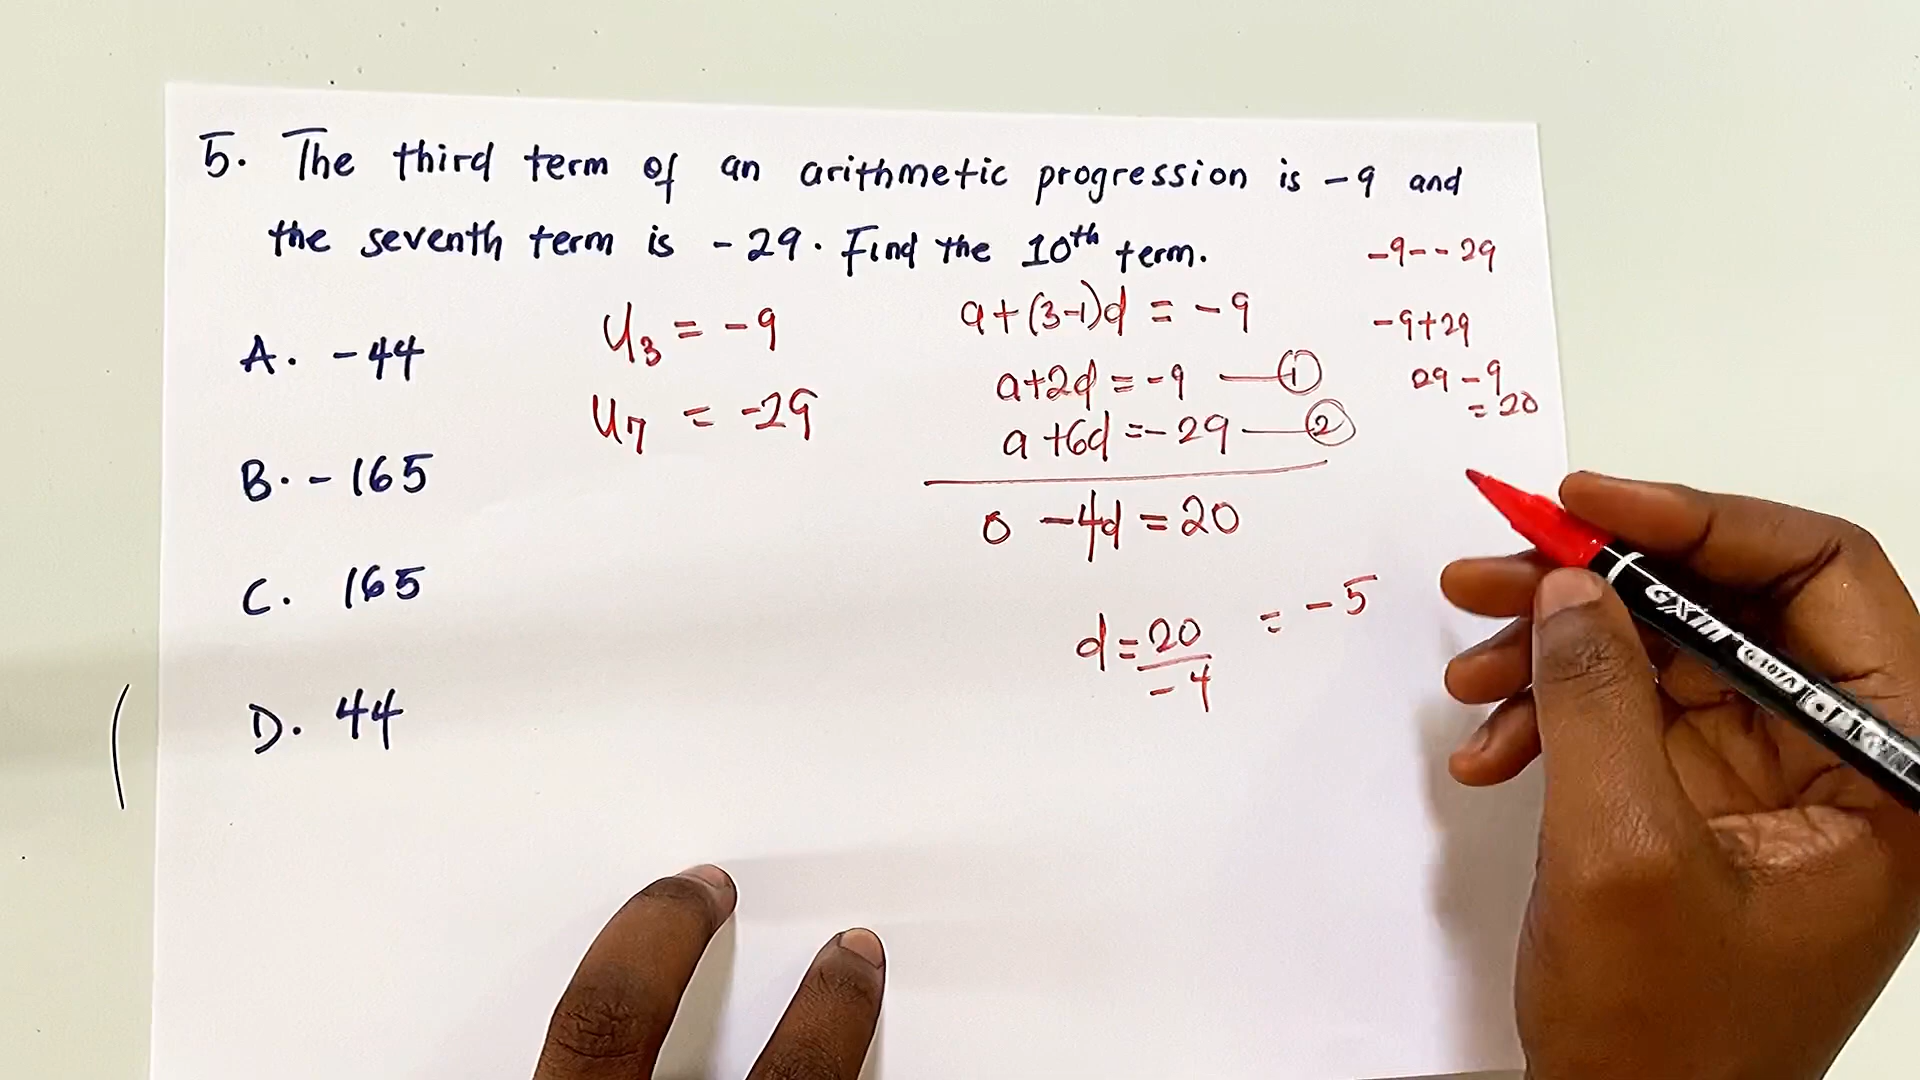 5. The third term of an arithmetic progression is -9 and
the seventh term is -29. Find the 10th term.
A. -44
B. -165
C. 165
D. 44
U3 = -9
U7 = -29
a+(3-1)d = -9
a+2d = -9 —①
a+6d = -29 —②
0 -4d = 20
d = 20/-4 = -5
-9--29
-9+29
29-9
= 20
GXin